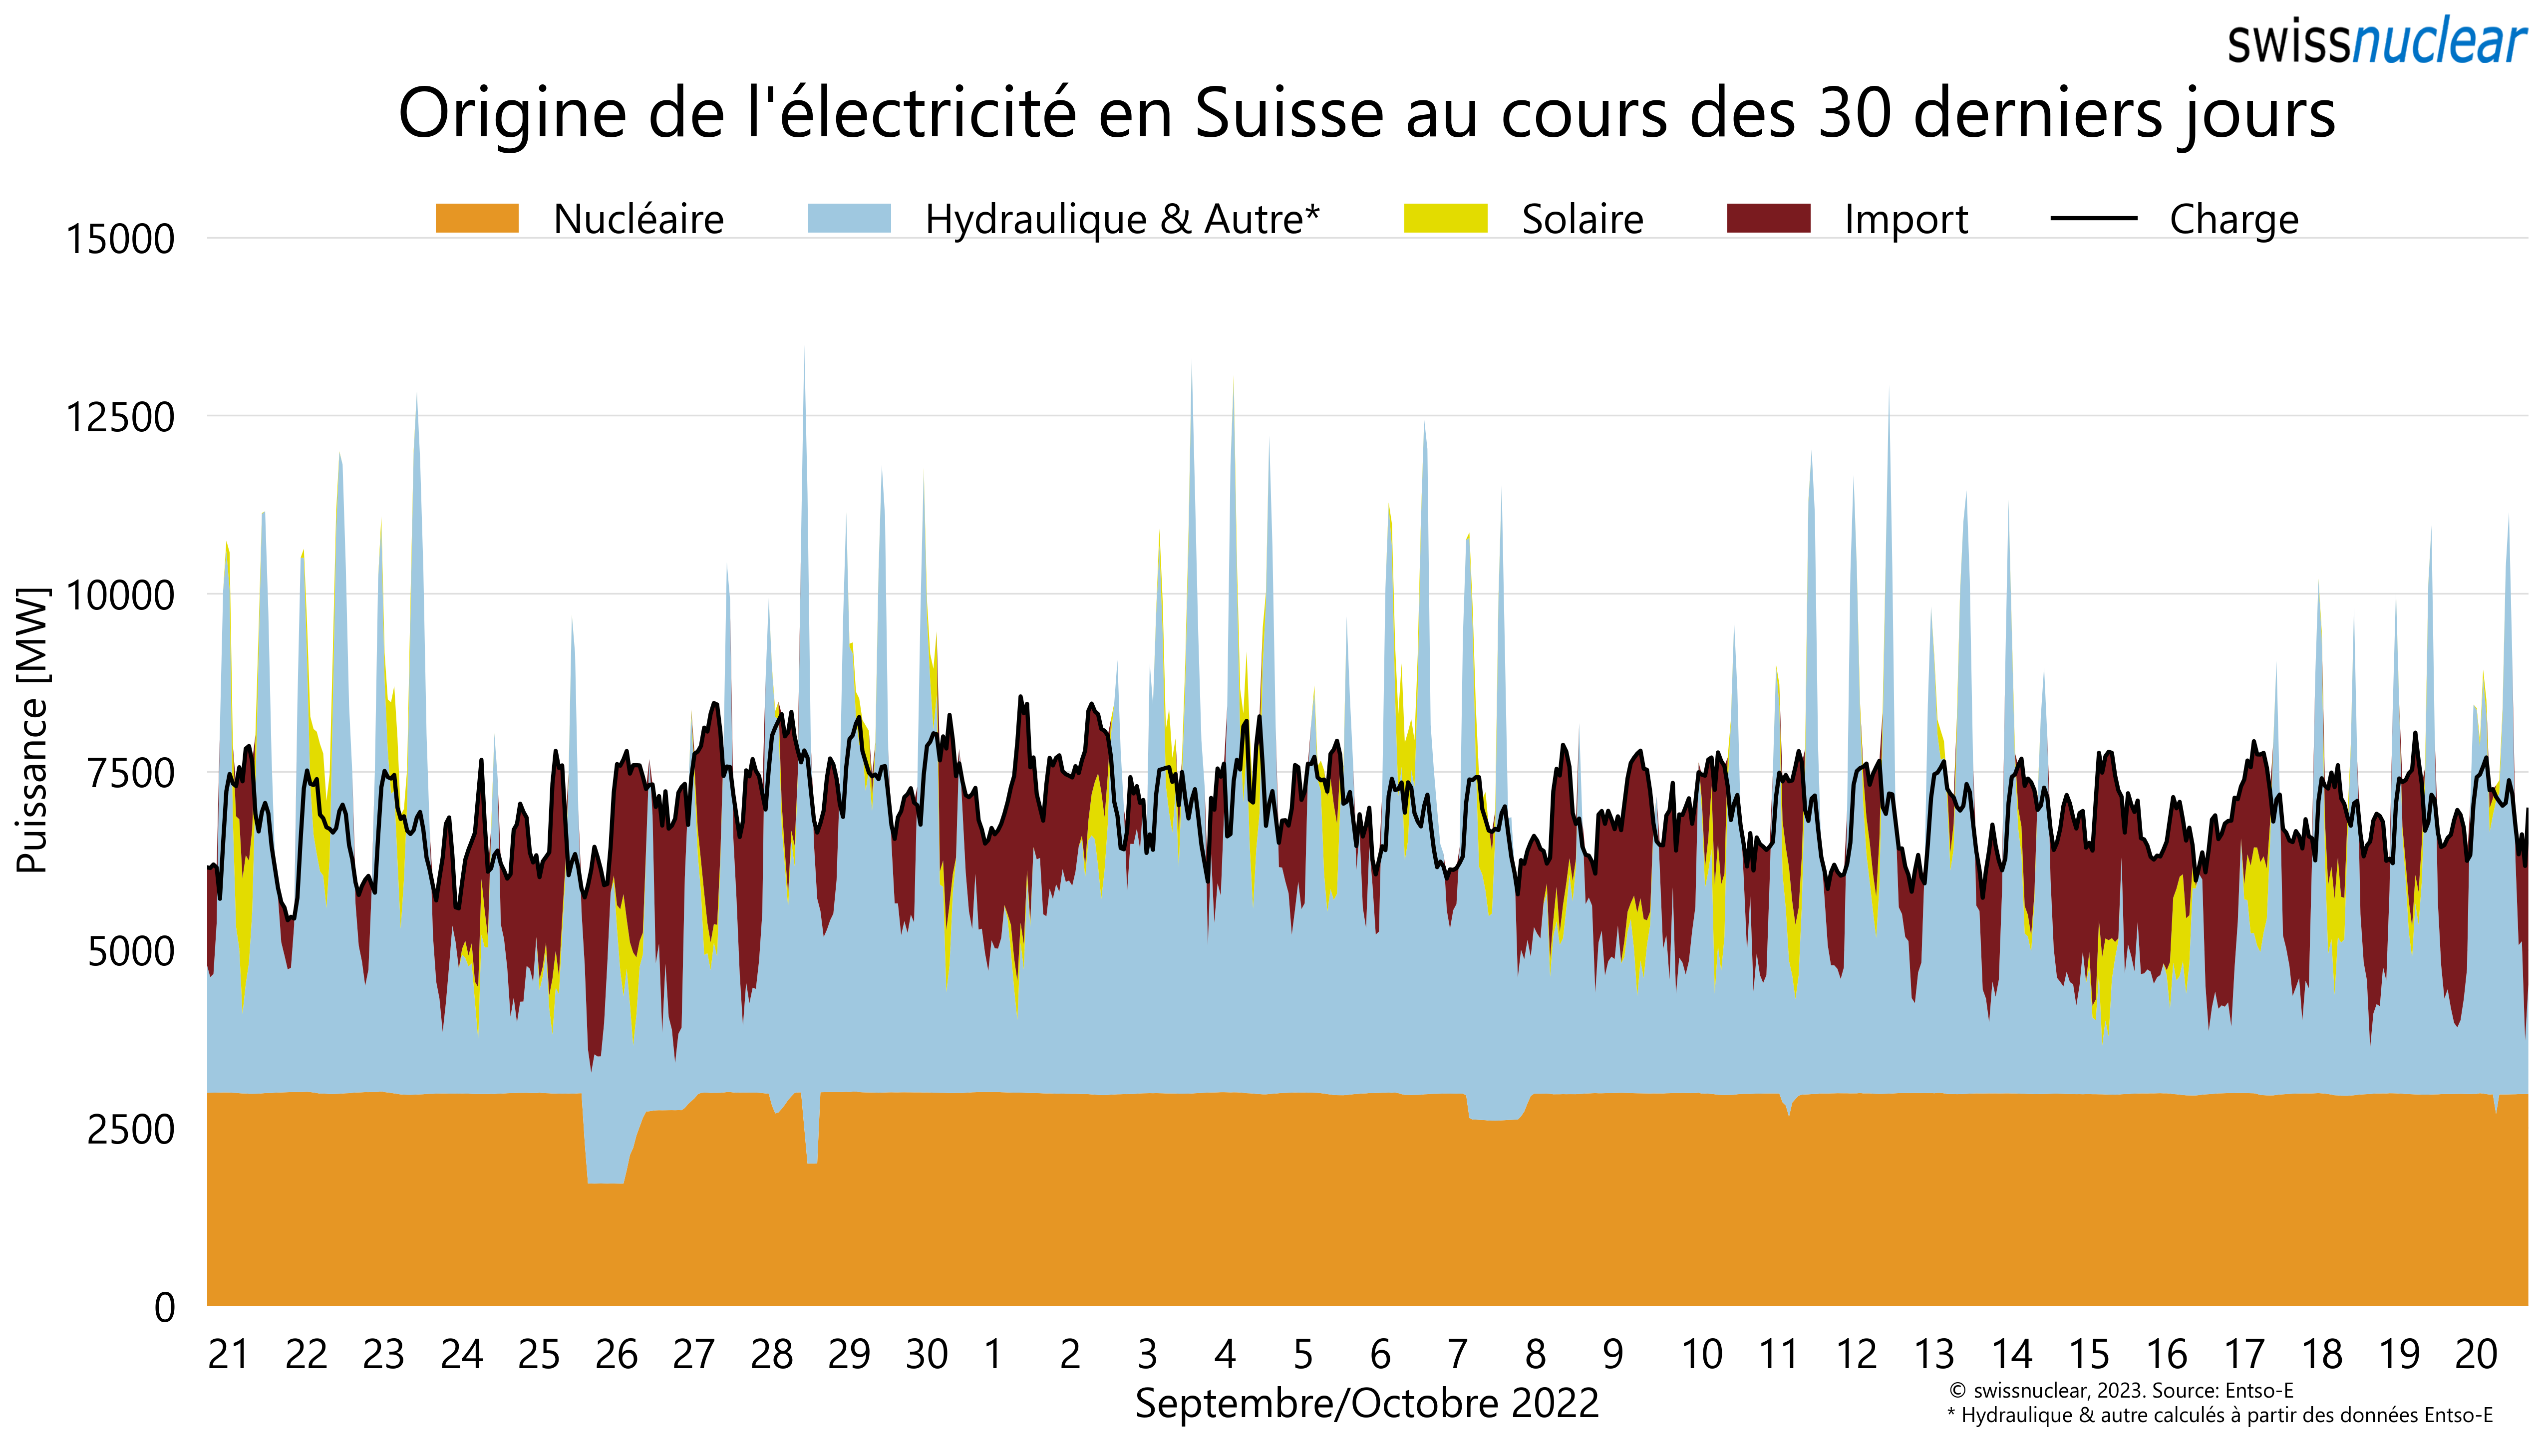 swissnuclear
Origine de l'électricité en Suisse au cours des 30 derniers jours
Nucléaire Hydraulique & Autre* Solaire Import Charge
15000
12500
10000
7500
5000
2500
0
Puissance [MW]
21 22 23 24 25 26 27 28 29 30 1 2 3 4 5 6 7 8 9 10 11 12 13 14 15 16 17 18 19 20
Septembre/Octobre 2022
© swissnuclear, 2023. Source: Entso-E
* Hydraulique & autre calculés à partir des données Entso-E